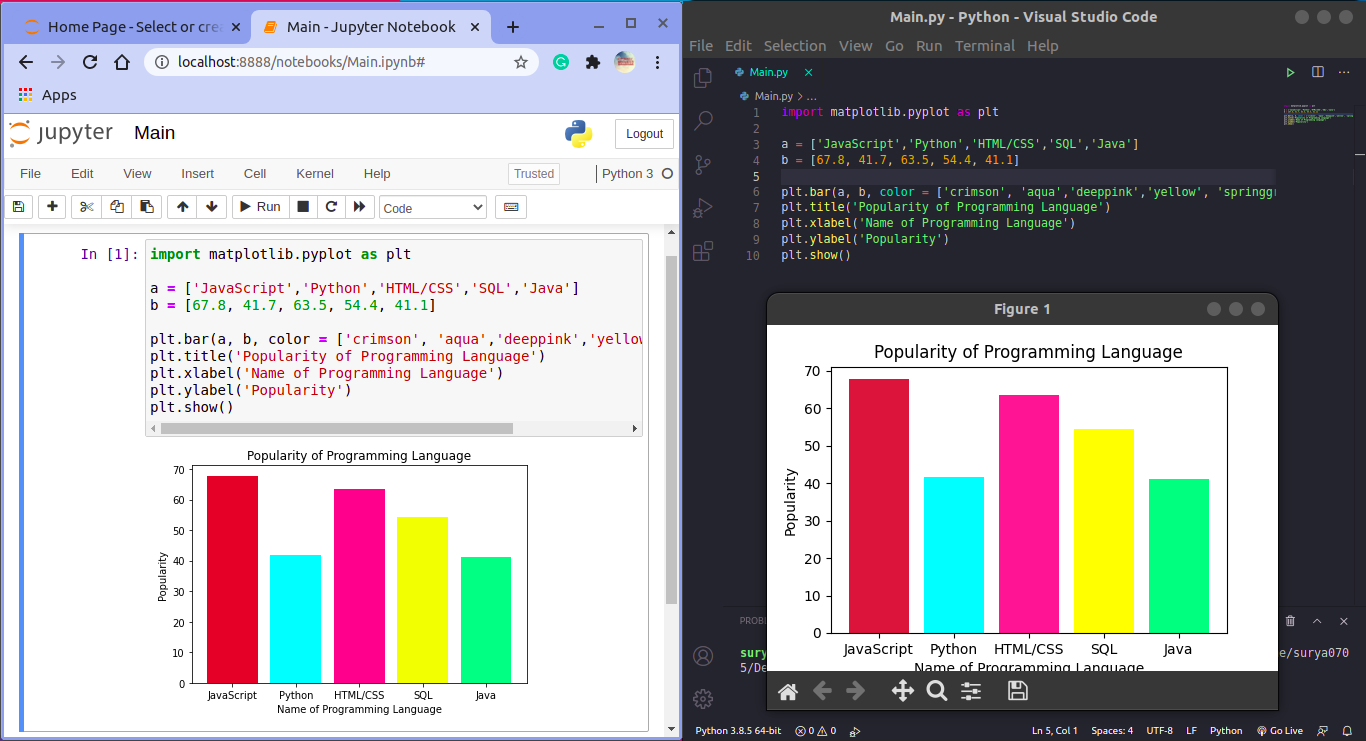 Home Page - Select or crea
Main - Jupyter Notebook
localhost:8888/notebooks/Main.ipynb#
Apps
jupyter Main
Logout
File Edit View Insert Cell Kernel Help
Trusted
Python 3
Run
Code
In [1]:
import matplotlib.pyplot as plt
a = ['JavaScript','Python','HTML/CSS','SQL','Java']
b = [67.8, 41.7, 63.5, 54.4, 41.1]
plt.bar(a, b, color = ['crimson', 'aqua','deeppink','yellow
plt.title('Popularity of Programming Language')
plt.xlabel('Name of Programming Language')
plt.ylabel('Popularity')
plt.show()
Popularity of Programming Language
70
60
50
40
30
20
10
0
Popularity
JavaScript Python HTML/CSS SQL Java
Name of Programming Language
Main.py - Python - Visual Studio Code
File Edit Selection View Go Run Terminal Help
Main.py
Main.py > ...
1 import matplotlib.pyplot as plt
2
3 a = ['JavaScript','Python','HTML/CSS','SQL','Java']
4 b = [67.8, 41.7, 63.5, 54.4, 41.1]
5
6 plt.bar(a, b, color = ['crimson', 'aqua','deeppink','yellow', 'springgr
7 plt.title('Popularity of Programming Language')
8 plt.xlabel('Name of Programming Language')
9 plt.ylabel('Popularity')
10 plt.show()
Figure 1
Popularity of Programming Language
70
60
50
40
30
20
10
0
Popularity
JavaScript Python HTML/CSS SQL Java
Name of Programming Language
PROBL
sury
e/surya070
5/De
Python 3.8.5 64-bit
0 0
Ln 5, Col 1 Spaces: 4 UTF-8 LF Python Go Live